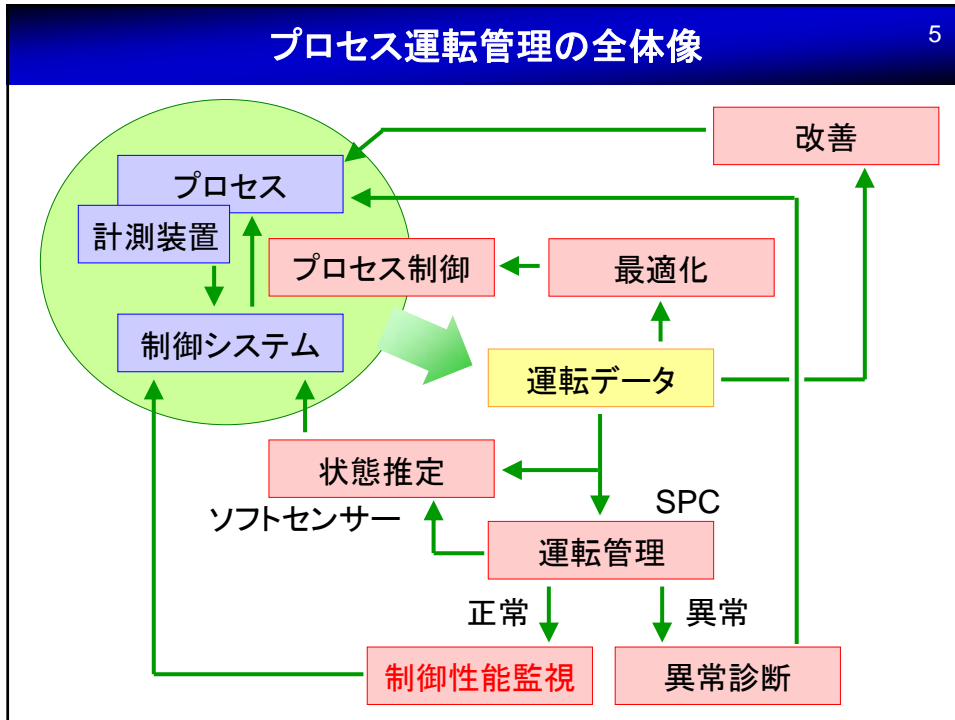 プロセス運転管理の全体像
5
改善
プロセス
計測装置
プロセス制御
最適化
制御システム
運転データ
状態推定
ソフトセンサー
SPC
運転管理
正常
異常
制御性能監視
異常診断